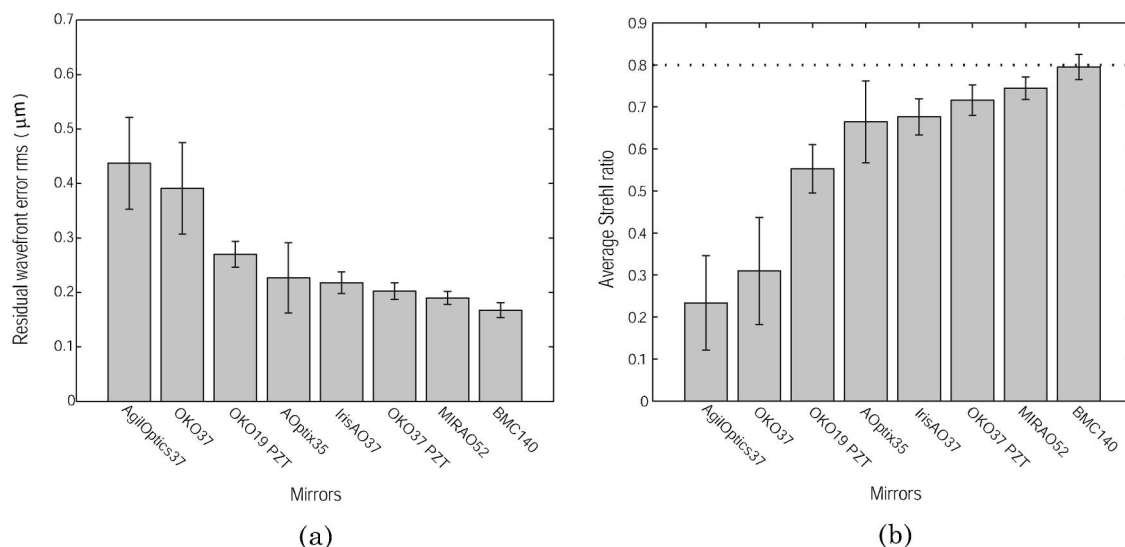 0.7
0.6
0.5
0.4
0.3
0.2
0.1
0
Residual wavefront error rms (μm)
AgilOptics37
OKO37
OKO19 PZT
AOptix35
IrisAO37
OKO37 PZT
MIRAO52
BMC140
Mirrors
(a)
0.9
0.8
0.7
0.6
0.5
0.4
0.3
0.2
0.1
0
Average Strehl ratio
AgilOptics37
OKO37
OKO19 PZT
AOptix35
IrisAO37
OKO37 PZT
MIRAO52
BMC140
Mirrors
(b)